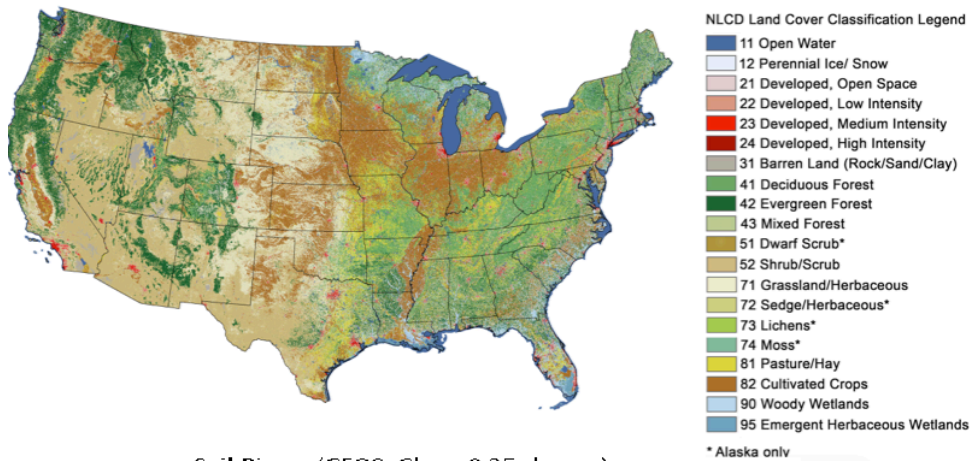 NLCD Land Cover Classification Legend
11 Open Water
12 Perennial Ice/ Snow
21 Developed, Open Space
22 Developed, Low Intensity
23 Developed, Medium Intensity
24 Developed, High Intensity
31 Barren Land (Rock/Sand/Clay)
41 Deciduous Forest
42 Evergreen Forest
43 Mixed Forest
51 Dwarf Scrub*
52 Shrub/Scrub
71 Grassland/Herbaceous
72 Sedge/Herbaceous*
73 Lichens*
74 Moss*
81 Pasture/Hay
82 Cultivated Crops
90 Woody Wetlands
95 Emergent Herbaceous Wetlands
* Alaska only